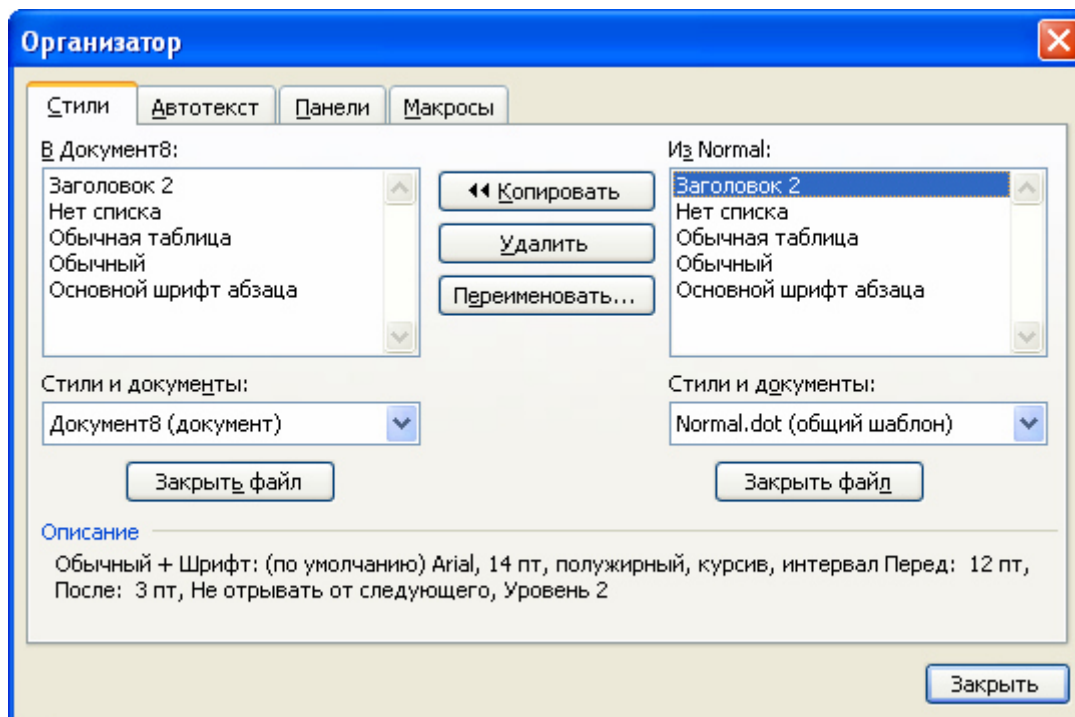 Организатор
Стили Автотекст Панели Макросы
В Документ8:
Заголовок 2
Нет списка
Обычная таблица
Обычный
Основной шрифт абзаца
Копировать
Удалить
Переименовать...
Из Normal:
Заголовок 2
Нет списка
Обычная таблица
Обычный
Основной шрифт абзаца
Стили и документы:
Документ8 (документ)
Закрыть файл
Стили и документы:
Normal.dot (общий шаблон)
Закрыть файл
Описание
Обычный + Шрифт: (по умолчанию) Arial, 14 пт, полужирный, курсив, интервал Перед: 12 пт,
После: 3 пт, Не отрывать от следующего, Уровень 2
Закрыть